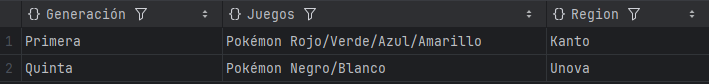 {} Generación {} Juegos {} Region
1 Primera Pokémon Rojo/Verde/Azul/Amarillo Kanto
2 Quinta Pokémon Negro/Blanco Unova